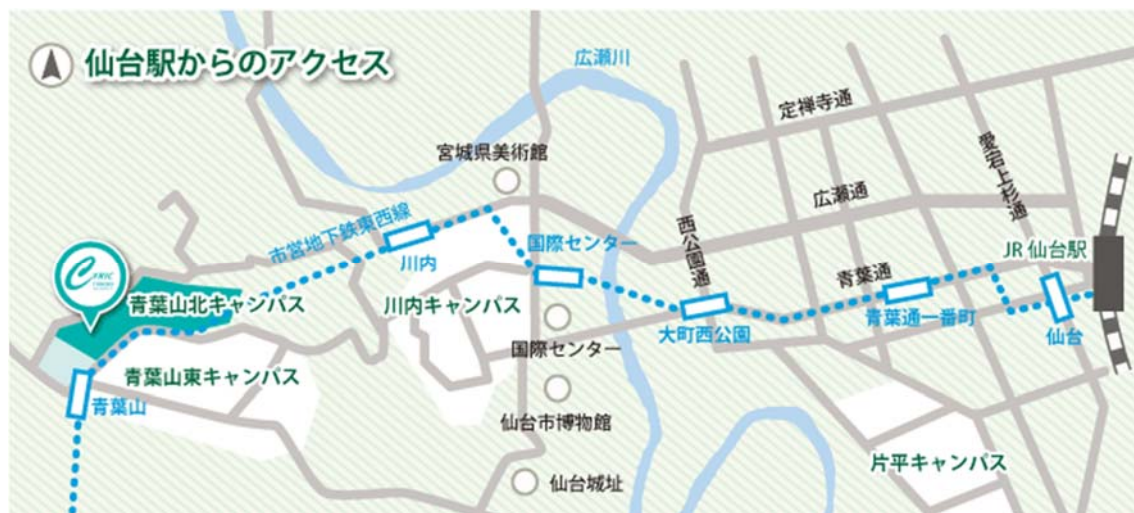 仙台駅からのアクセス
広瀬川
定禅寺通
愛宕上杉通
宮城県美術館
広瀬通
西公園通
市営地下鉄東西線
川内
国際センター
JR 仙台駅
青葉通
青葉山北キャンパス
川内キャンパス
大町西公園
青葉通一番町
仙台
国際センター
青葉山東キャンパス
青葉山
仙台市博物館
片平キャンパス
仙台城址